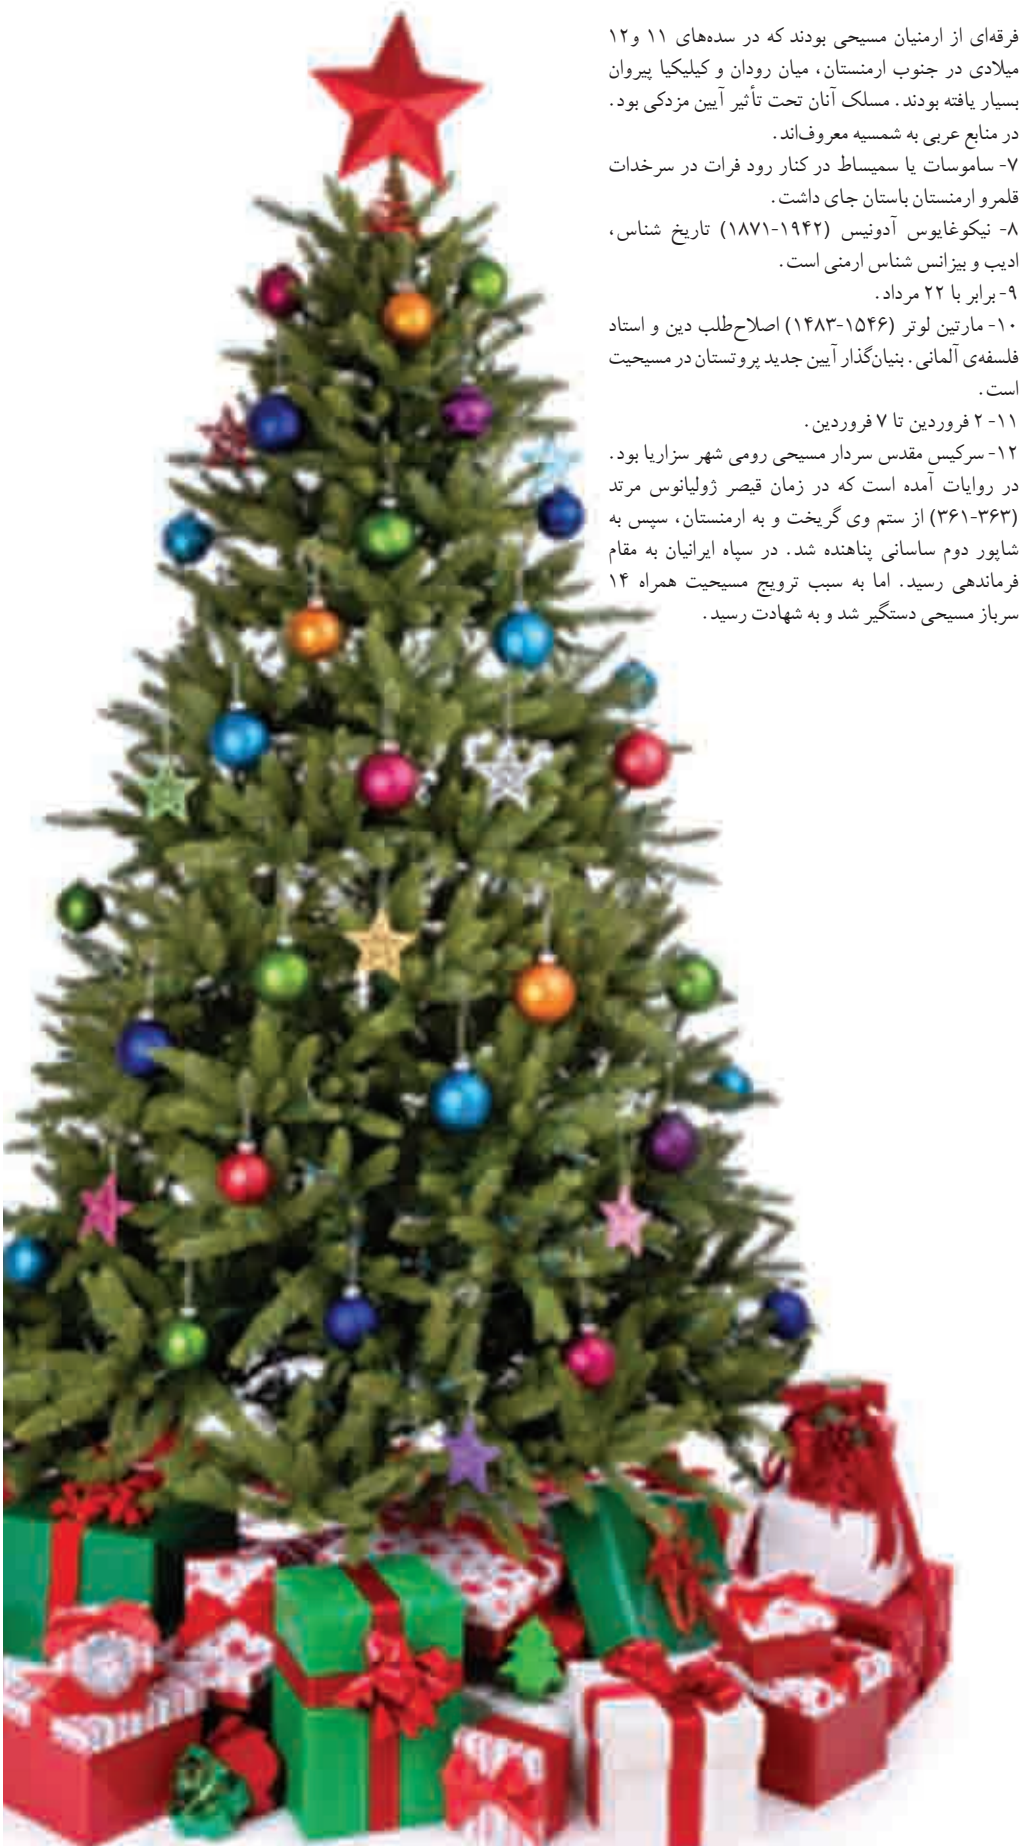 فرقه‌ای از ارمنیان مسیحی بودند که در سده‌های ۱۱ و۱۲
میلادی در جنوب ارمنستان، میان رودان و کیلیکیا پیروان
بسیار یافته بودند. مسلک آنان تحت تأثیر آیین مزدکی بود.
در منابع عربی به شمسیه معروف‌اند.
۷- ساموسات یا سمیساط در کنار رود فرات در سرحدات
قلمرو ارمنستان باستان جای داشت.
۸- نیکوغایوس آدونیس (۱۹۴۲-۱۸۷۱) تاریخ شناس،
ادیب و بیزانس شناس ارمنی است.
۹- برابر با ۲۲ مرداد.
۱۰- مارتین لوتر (۱۵۴۶-۱۴۸۳) اصلاح‌طلب دین و استاد
فلسفه‌ی آلمانی. بنیان‌گذار آیین جدید پروتستان در مسیحیت
است.
۱۱- ۲ فروردین تا ۷ فروردین.
۱۲- سرکیس مقدس سردار مسیحی رومی شهر سزاریا بود.
در روایات آمده است که در زمان قیصر ژولیانوس مرتد
(۳۶۳-۳۶۱) از ستم وی گریخت و به ارمنستان، سپس به
شاپور دوم ساسانی پناهنده شد. در سپاه ایرانیان به مقام
فرماندهی رسید. اما به سبب ترویج مسیحیت همراه ۱۴
سرباز مسیحی دستگیر شد و به شهادت رسید.